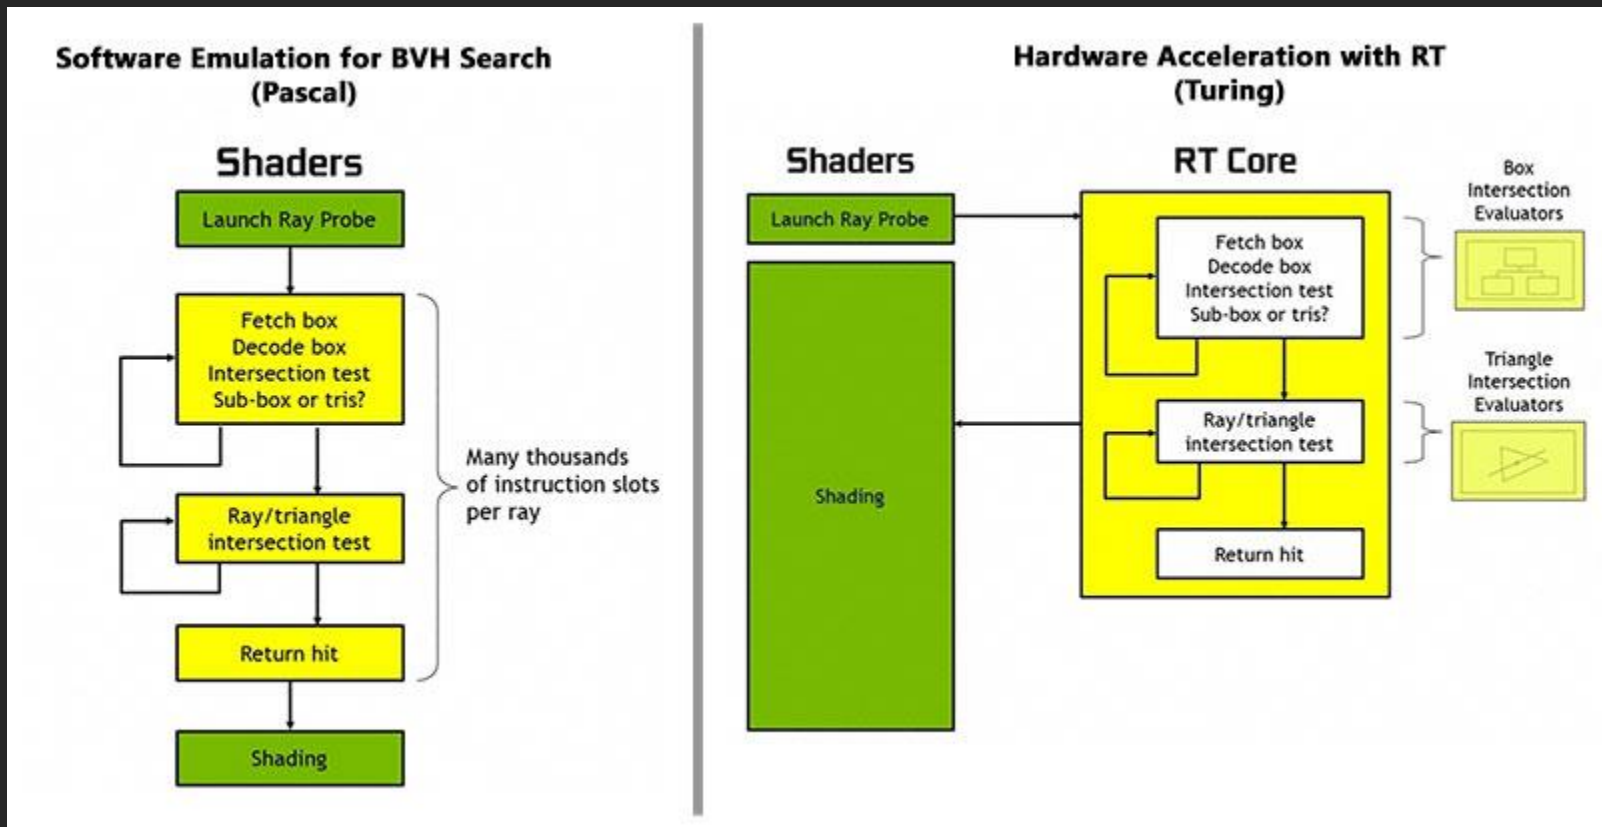 Software Emulation for BVH Search
(Pascal)
Shaders
Launch Ray Probe
Fetch box
Decode box
Intersection test
Sub-box or tris?
Ray/triangle
intersection test
Return hit
Shading
Many thousands
of instruction slots
per ray
Hardware Acceleration with RT
(Turing)
Shaders
Launch Ray Probe
Shading
RT Core
Fetch box
Decode box
Intersection test
Sub-box or tris?
Ray/triangle
intersection test
Return hit
Box
Intersection
Evaluators
Triangle
Intersection
Evaluators